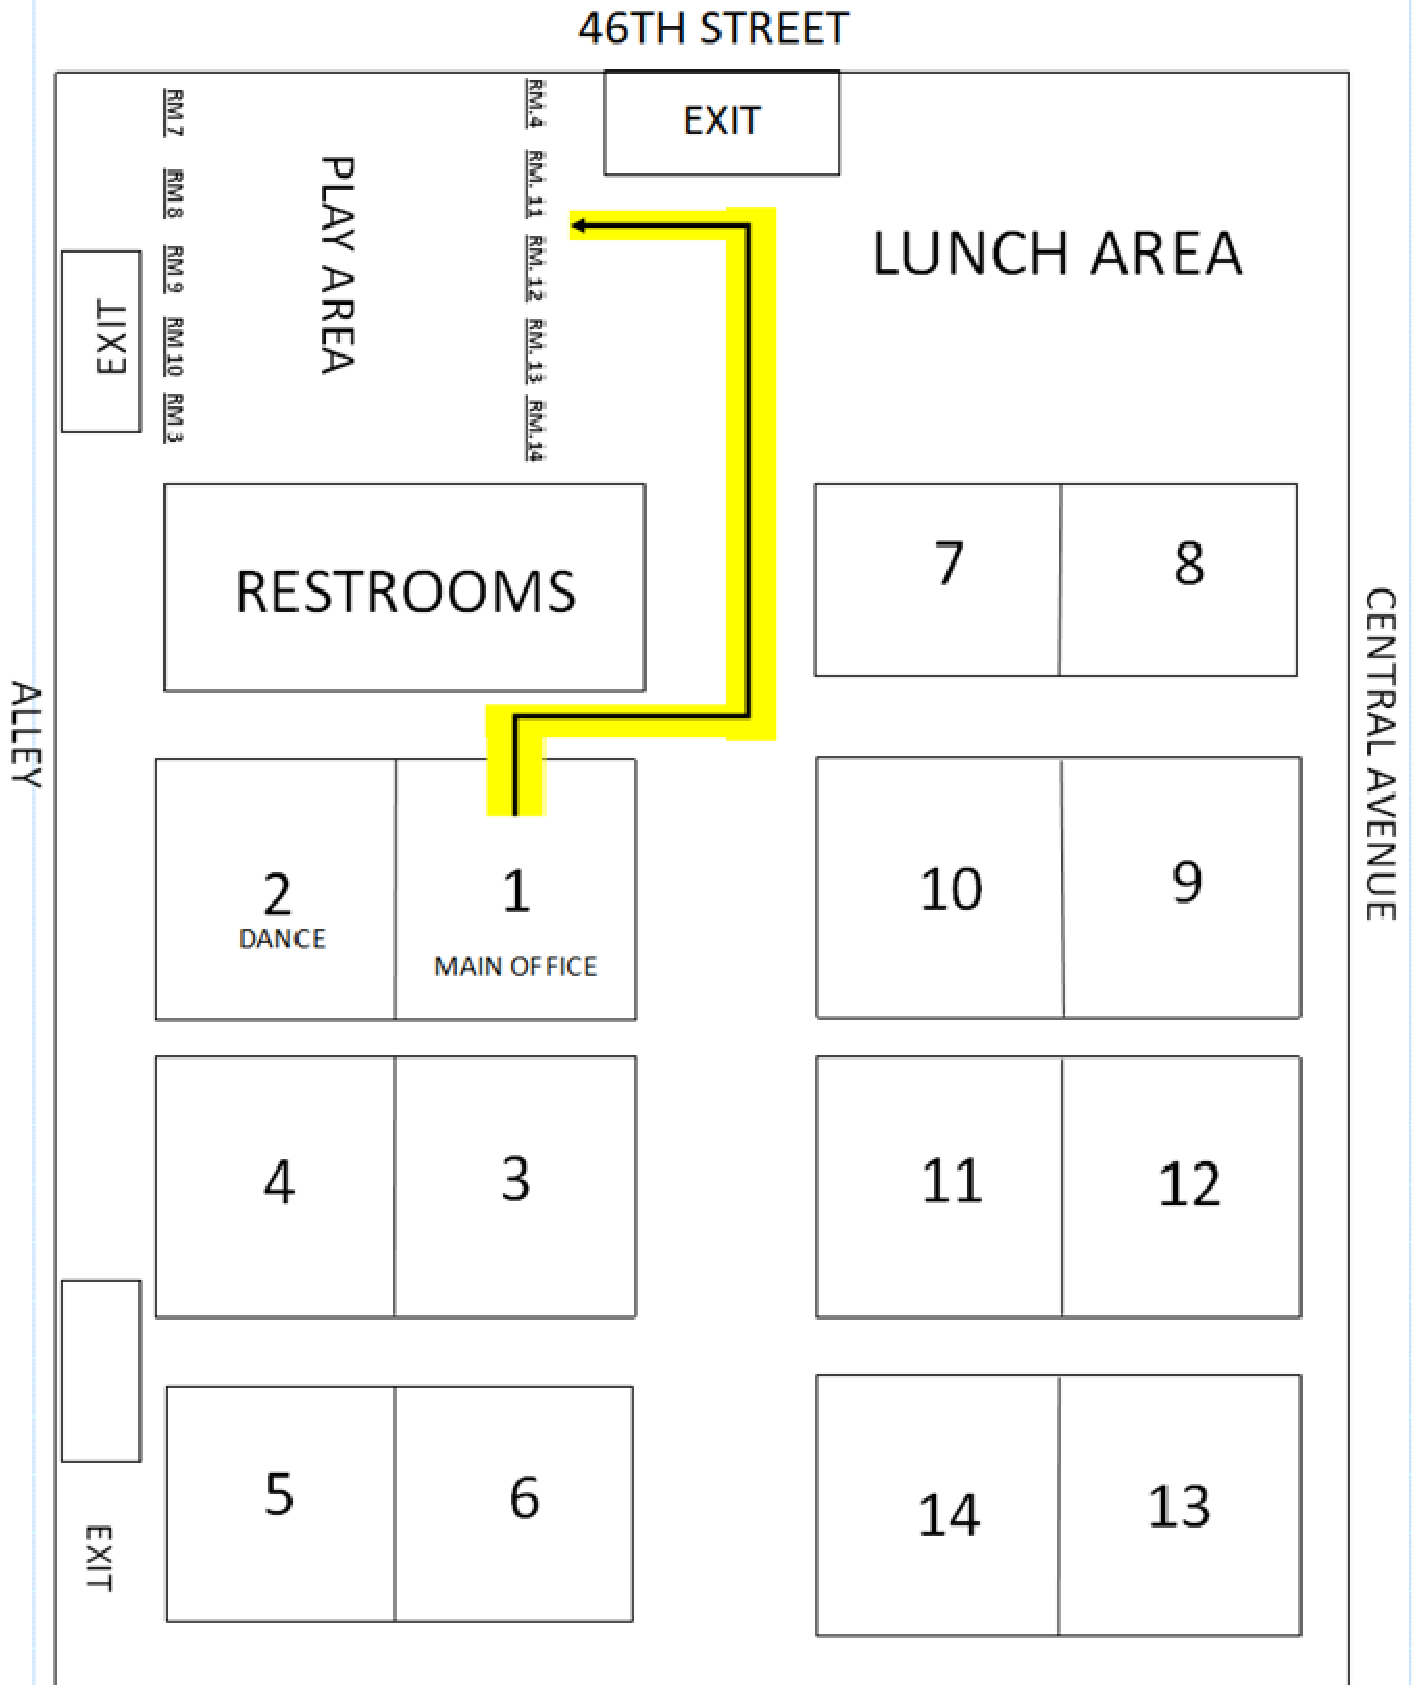 46TH STREET
EXIT
RM 7
RM 8
RM 9
RM 10
RM 3
PLAY AREA
RM.4
RM. 11
RM. 12
RM. 13
RM.14
LUNCH AREA
EXIT
RESTROOMS
7
8
ALLEY
CENTRAL AVENUE
2
DANCE
1
MAIN OFFICE
10
9
4
3
11
12
EXIT
5
6
14
13